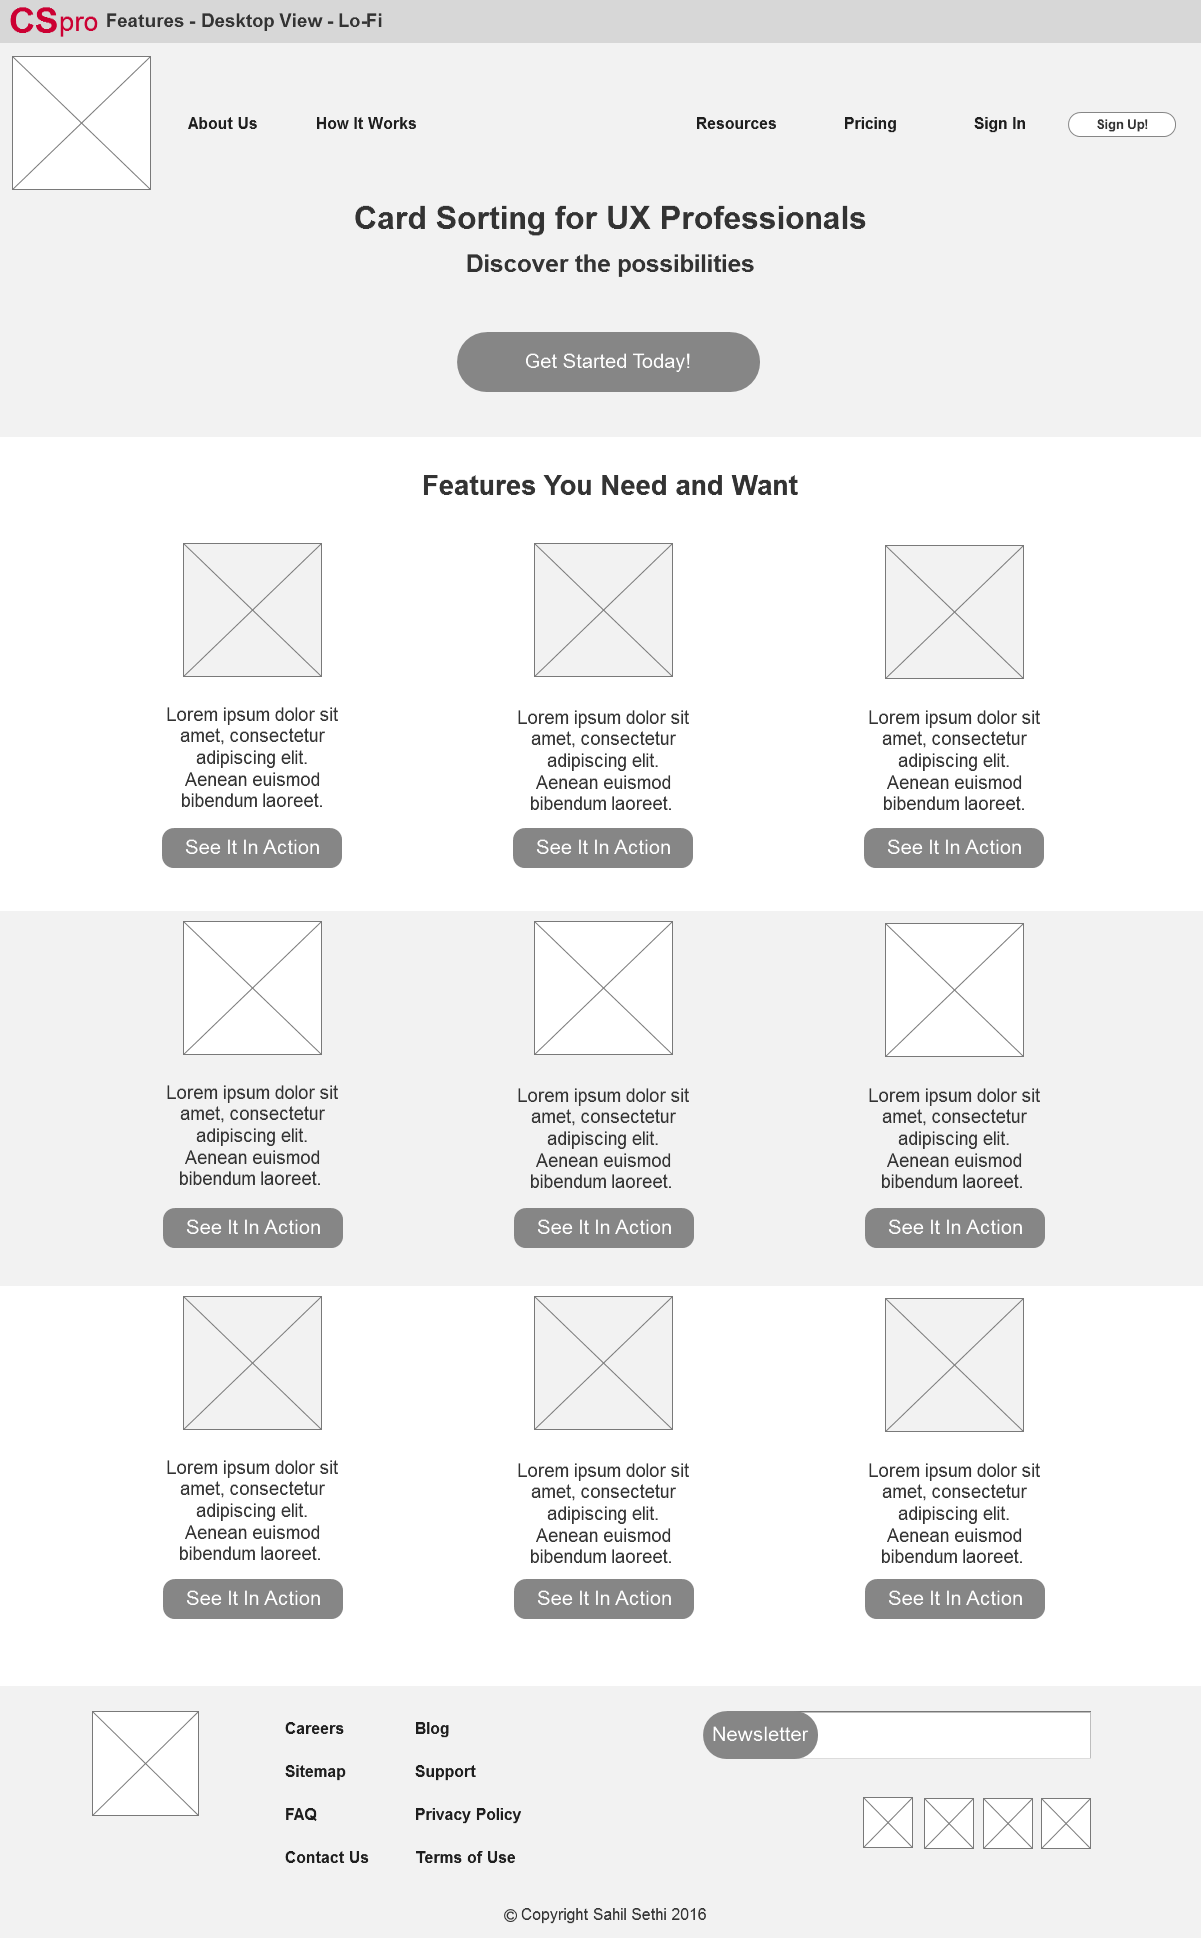 CSpro Features - Desktop View - Lo-Fi
About Us How It Works Resources Pricing Sign In Sign Up!
Card Sorting for UX Professionals
Discover the possibilities
Get Started Today!
Features You Need and Want
Lorem ipsum dolor sit
amet, consectetur
adipiscing elit.
Aenean euismod
bibendum laoreet.
See It In Action
Lorem ipsum dolor sit
amet, consectetur
adipiscing elit.
Aenean euismod
bibendum laoreet.
See It In Action
Lorem ipsum dolor sit
amet, consectetur
adipiscing elit.
Aenean euismod
bibendum laoreet.
See It In Action
Lorem ipsum dolor sit
amet, consectetur
adipiscing elit.
Aenean euismod
bibendum laoreet.
See It In Action
Lorem ipsum dolor sit
amet, consectetur
adipiscing elit.
Aenean euismod
bibendum laoreet.
See It In Action
Lorem ipsum dolor sit
amet, consectetur
adipiscing elit.
Aenean euismod
bibendum laoreet.
See It In Action
Lorem ipsum dolor sit
amet, consectetur
adipiscing elit.
Aenean euismod
bibendum laoreet.
See It In Action
Lorem ipsum dolor sit
amet, consectetur
adipiscing elit.
Aenean euismod
bibendum laoreet.
See It In Action
Lorem ipsum dolor sit
amet, consectetur
adipiscing elit.
Aenean euismod
bibendum laoreet.
See It In Action
Careers
Sitemap
FAQ
Contact Us
Blog
Support
Privacy Policy
Terms of Use
Newsletter
© Copyright Sahil Sethi 2016